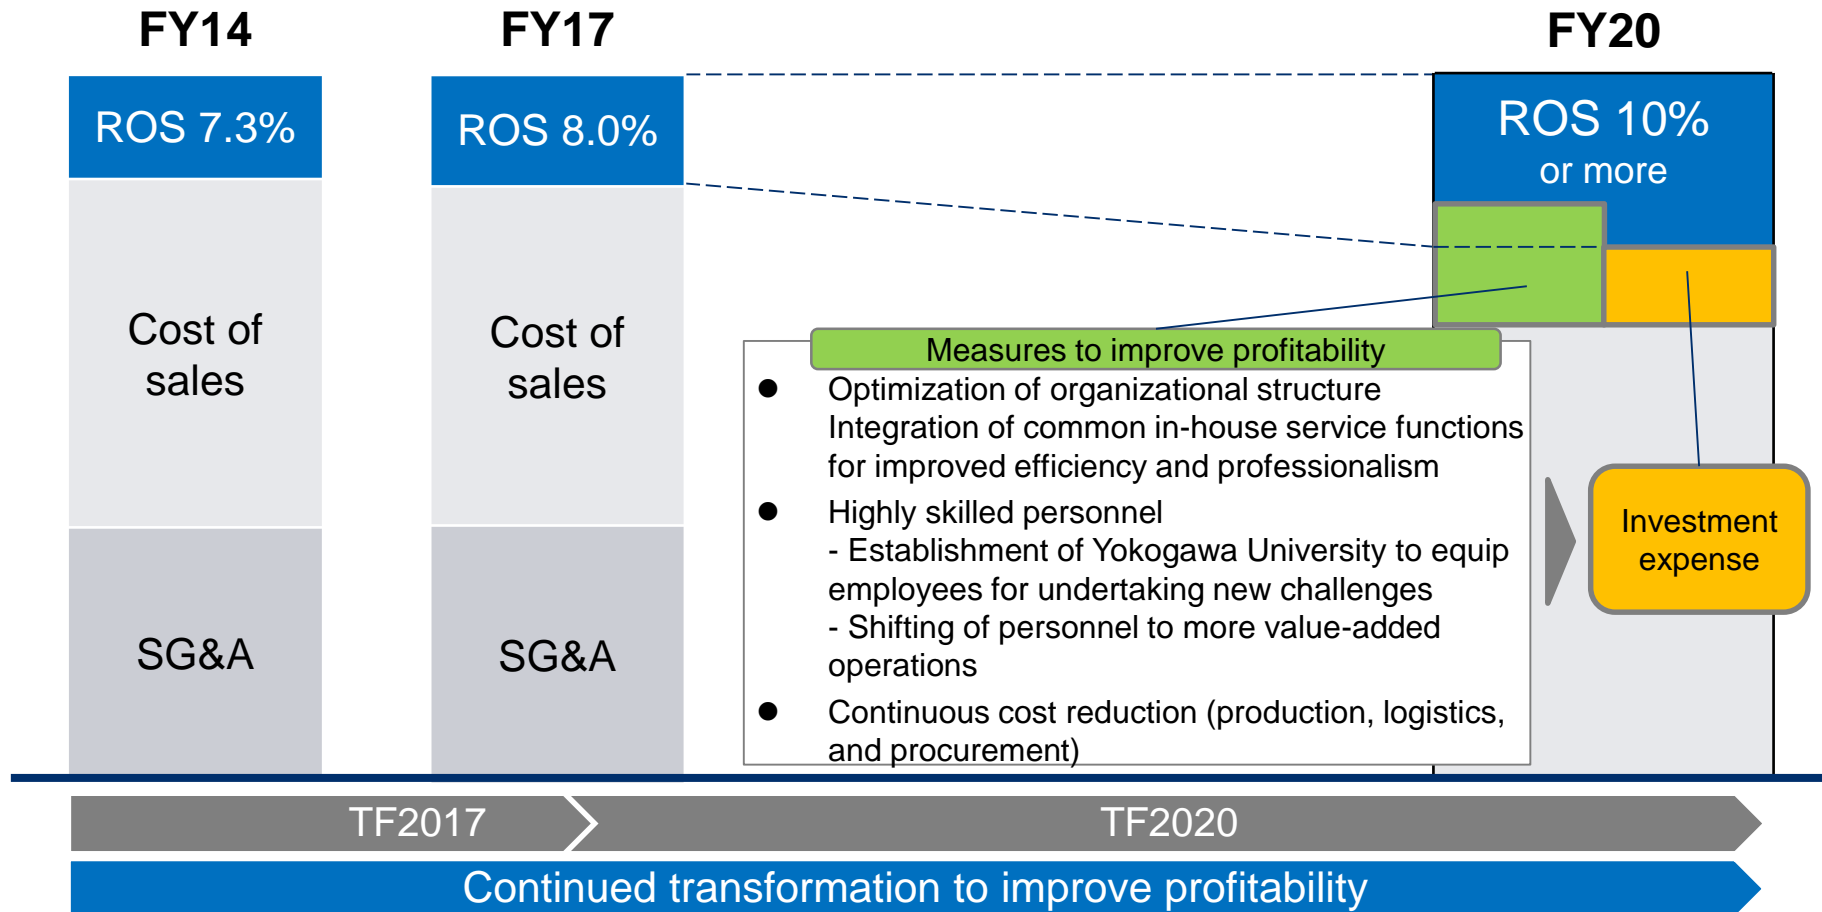 FY14
FY17
FY20
ROS 7.3%
ROS 8.0%
ROS 10%
or more
Cost of
sales
Cost of
sales
SG&A
SG&A
Measures to improve profitability
● Optimization of organizational structure
Integration of common in-house service functions
for improved efficiency and professionalism
● Highly skilled personnel
- Establishment of Yokogawa University to equip
employees for undertaking new challenges
- Shifting of personnel to more value-added
operations
● Continuous cost reduction (production, logistics,
and procurement)
Investment
expense
TF2017
TF2020
Continued transformation to improve profitability